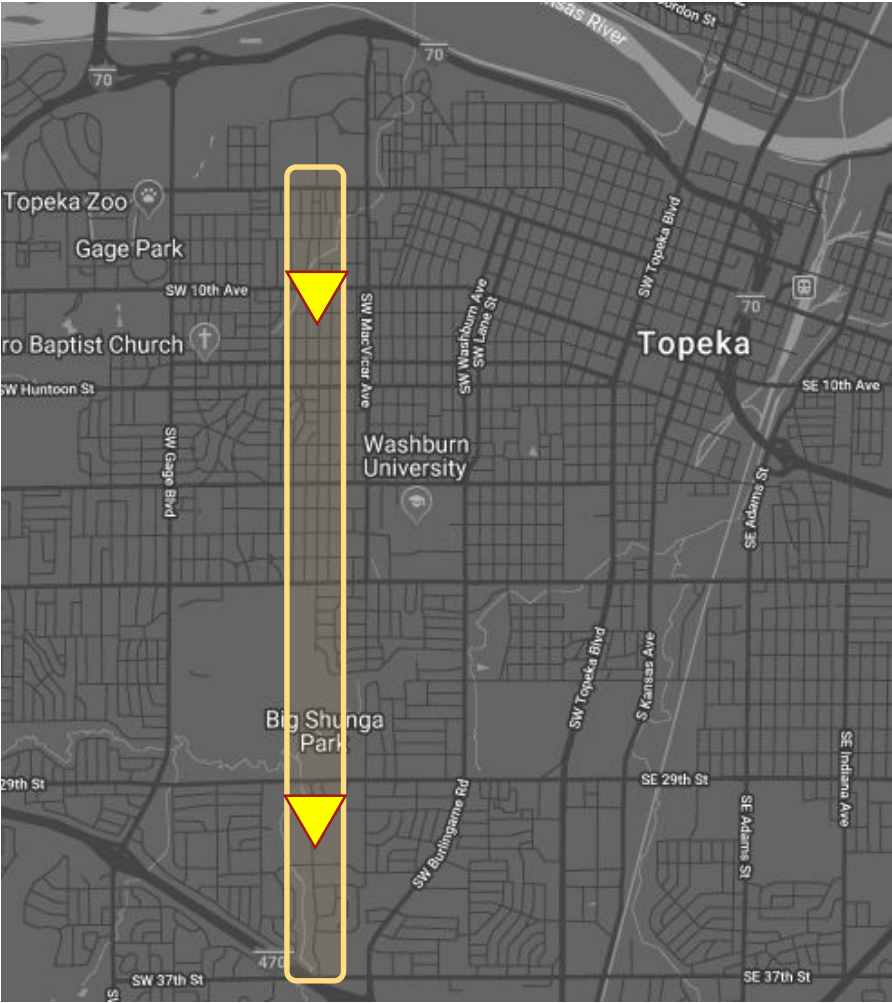 Gordon St
Kansas River
70
70
Topeka Zoo
Gage Park
SW Topeka Blvd
SW 10th Ave
70
SW MacVicar Ave
SW Washburn Ave
SW Lane St
ro Baptist Church
Topeka
SE 10th Ave
SW Huntoon St
SW Gage Blvd
Washburn
University
SE Adams St
SW Topeka Blvd
S Kansas Ave
Big Shunga
Park
29th St
SE 29th St
SE Indiana Ave
SW Burlingame Rd
SE Adams St
470
SW 37th St
SE 37th St